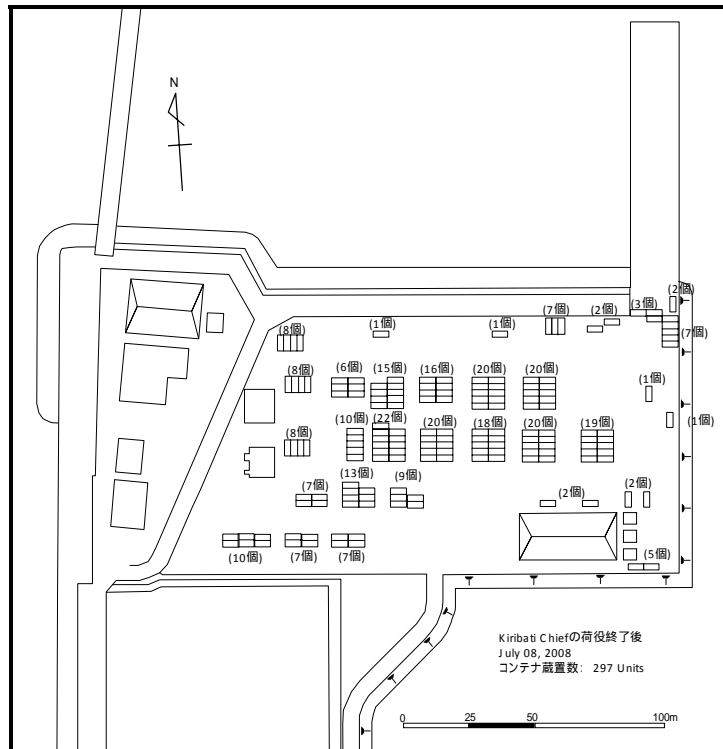 N
(2個)
(3個)
(7個)
(2個)
(8個)
(1個)
(1個)
(7個)
(8個)
(6個)
(15個)
(16個)
(20個)
(20個)
(1個)
(1個)
(8個)
(10個)
(22個)
(20個)
(18個)
(20個)
(19個)
(7個)
(13個)
(9個)
(2個)
(2個)
(10個)
(7個)
(7個)
(5個)
Kiribati Chiefの荷役終了後
July 08, 2008
コンテナ蔵置数: 297 Units
0 25 50 100m